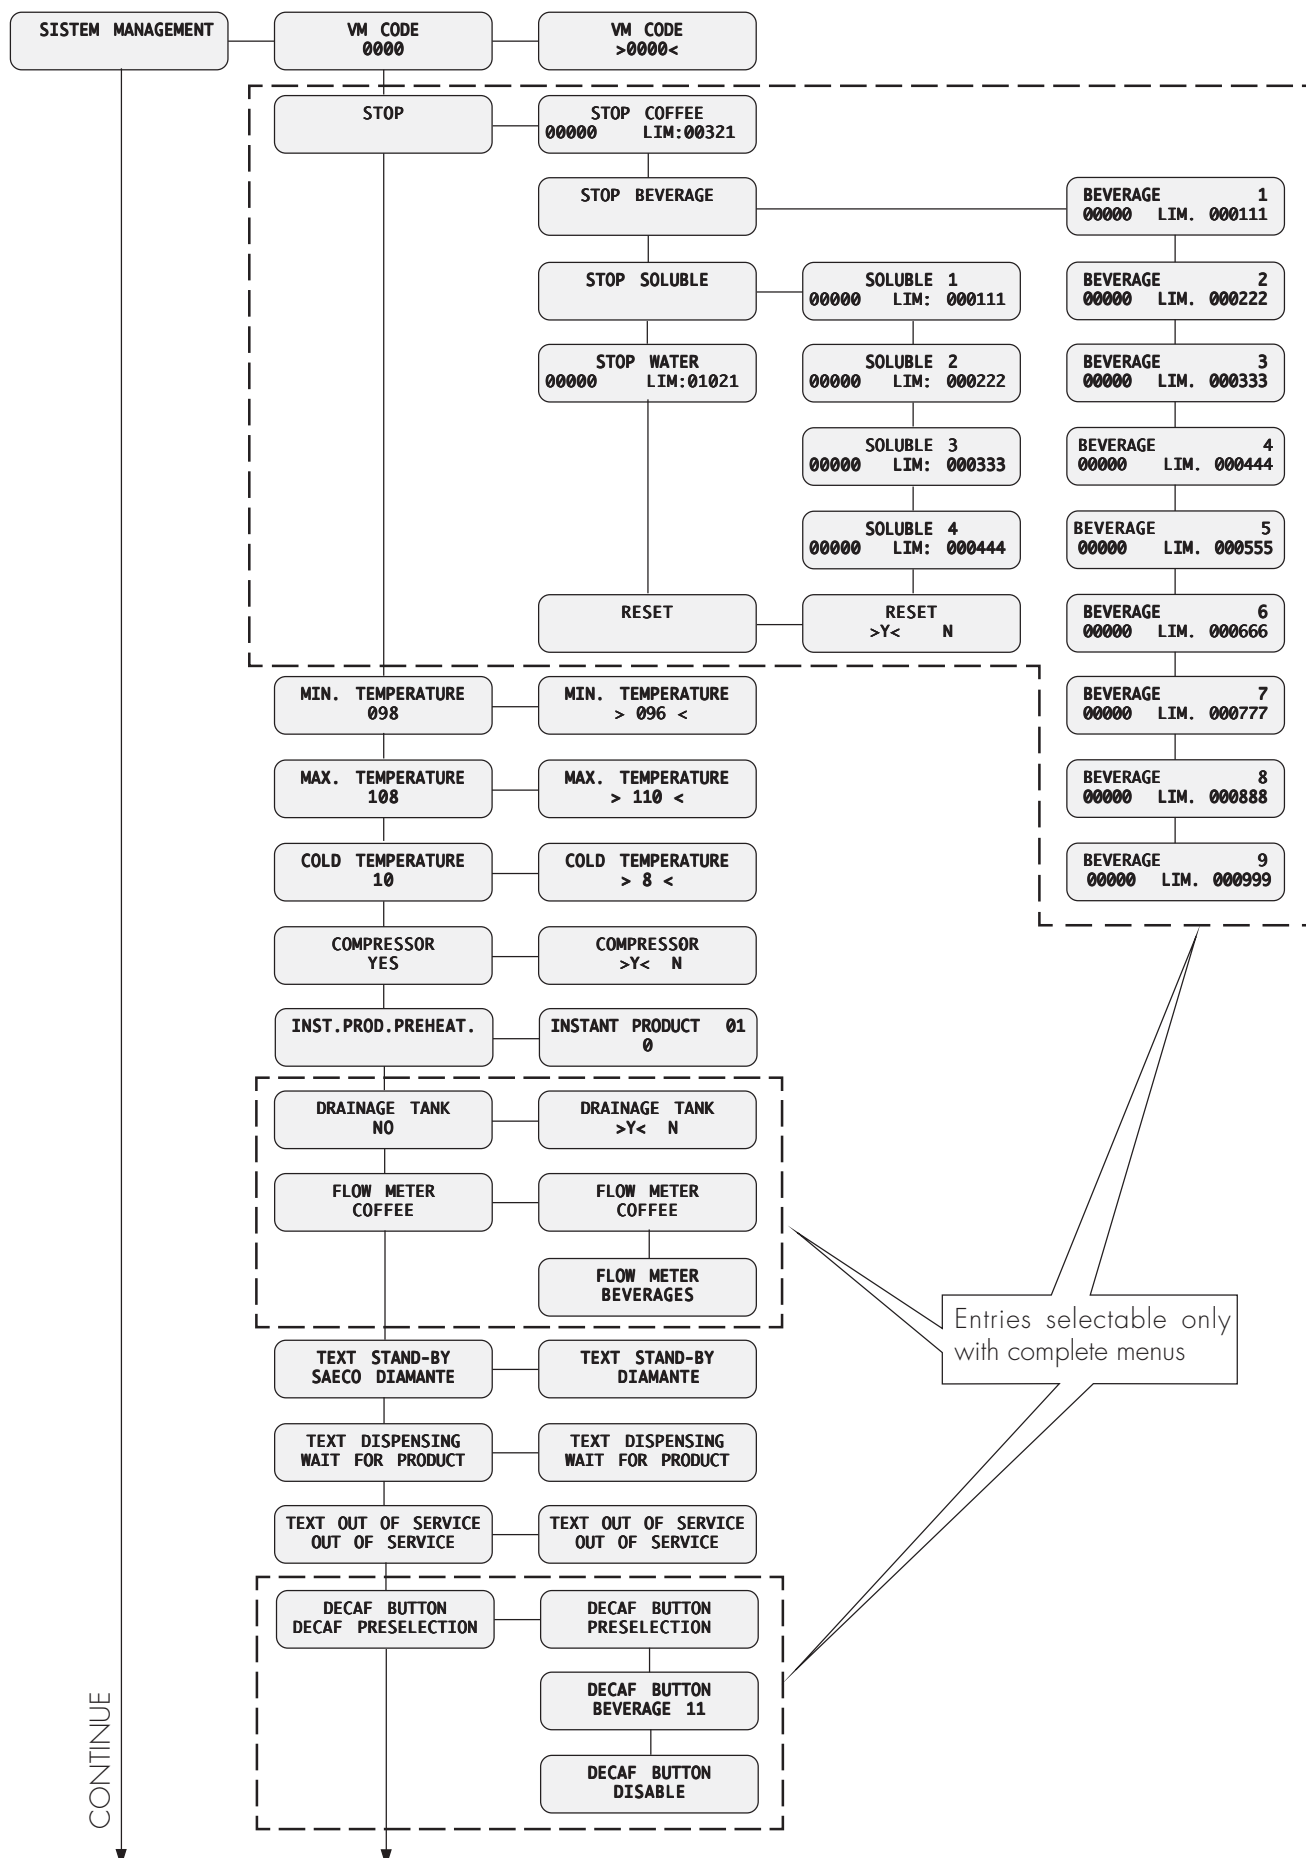 SISTEM MANAGEMENT
VM CODE
0000
VM CODE
>0000<
STOP
STOP COFFEE
00000 LIM:00321
STOP BEVERAGE
BEVERAGE 1
00000 LIM. 000111
STOP SOLUBLE
SOLUBLE 1
00000 LIM: 000111
BEVERAGE 2
00000 LIM. 000222
STOP WATER
00000 LIM:01021
SOLUBLE 2
00000 LIM: 000222
BEVERAGE 3
00000 LIM. 000333
SOLUBLE 3
00000 LIM: 000333
BEVERAGE 4
00000 LIM. 000444
SOLUBLE 4
00000 LIM: 000444
BEVERAGE 5
00000 LIM. 000555
RESET
RESET
>Y< N
BEVERAGE 6
00000 LIM. 000666
MIN. TEMPERATURE
098
MIN. TEMPERATURE
> 096 <
BEVERAGE 7
00000 LIM. 000777
MAX. TEMPERATURE
108
MAX. TEMPERATURE
> 110 <
BEVERAGE 8
00000 LIM. 000888
COLD TEMPERATURE
10
COLD TEMPERATURE
> 8 <
BEVERAGE 9
00000 LIM. 000999
COMPRESSOR
YES
COMPRESSOR
>Y< N
INST.PROD.PREHEAT.
INSTANT PRODUCT 01
0
DRAINAGE TANK
NO
DRAINAGE TANK
>Y< N
FLOW METER
COFFEE
FLOW METER
COFFEE
FLOW METER
BEVERAGES
Entries selectable only
with complete menus
TEXT STAND-BY
SAECO DIAMANTE
TEXT STAND-BY
DIAMANTE
TEXT DISPENSING
WAIT FOR PRODUCT
TEXT DISPENSING
WAIT FOR PRODUCT
TEXT OUT OF SERVICE
OUT OF SERVICE
TEXT OUT OF SERVICE
OUT OF SERVICE
DECAF BUTTON
DECAF PRESELECTION
DECAF BUTTON
PRESELECTION
DECAF BUTTON
BEVERAGE 11
DECAF BUTTON
DISABLE
CONTINUE